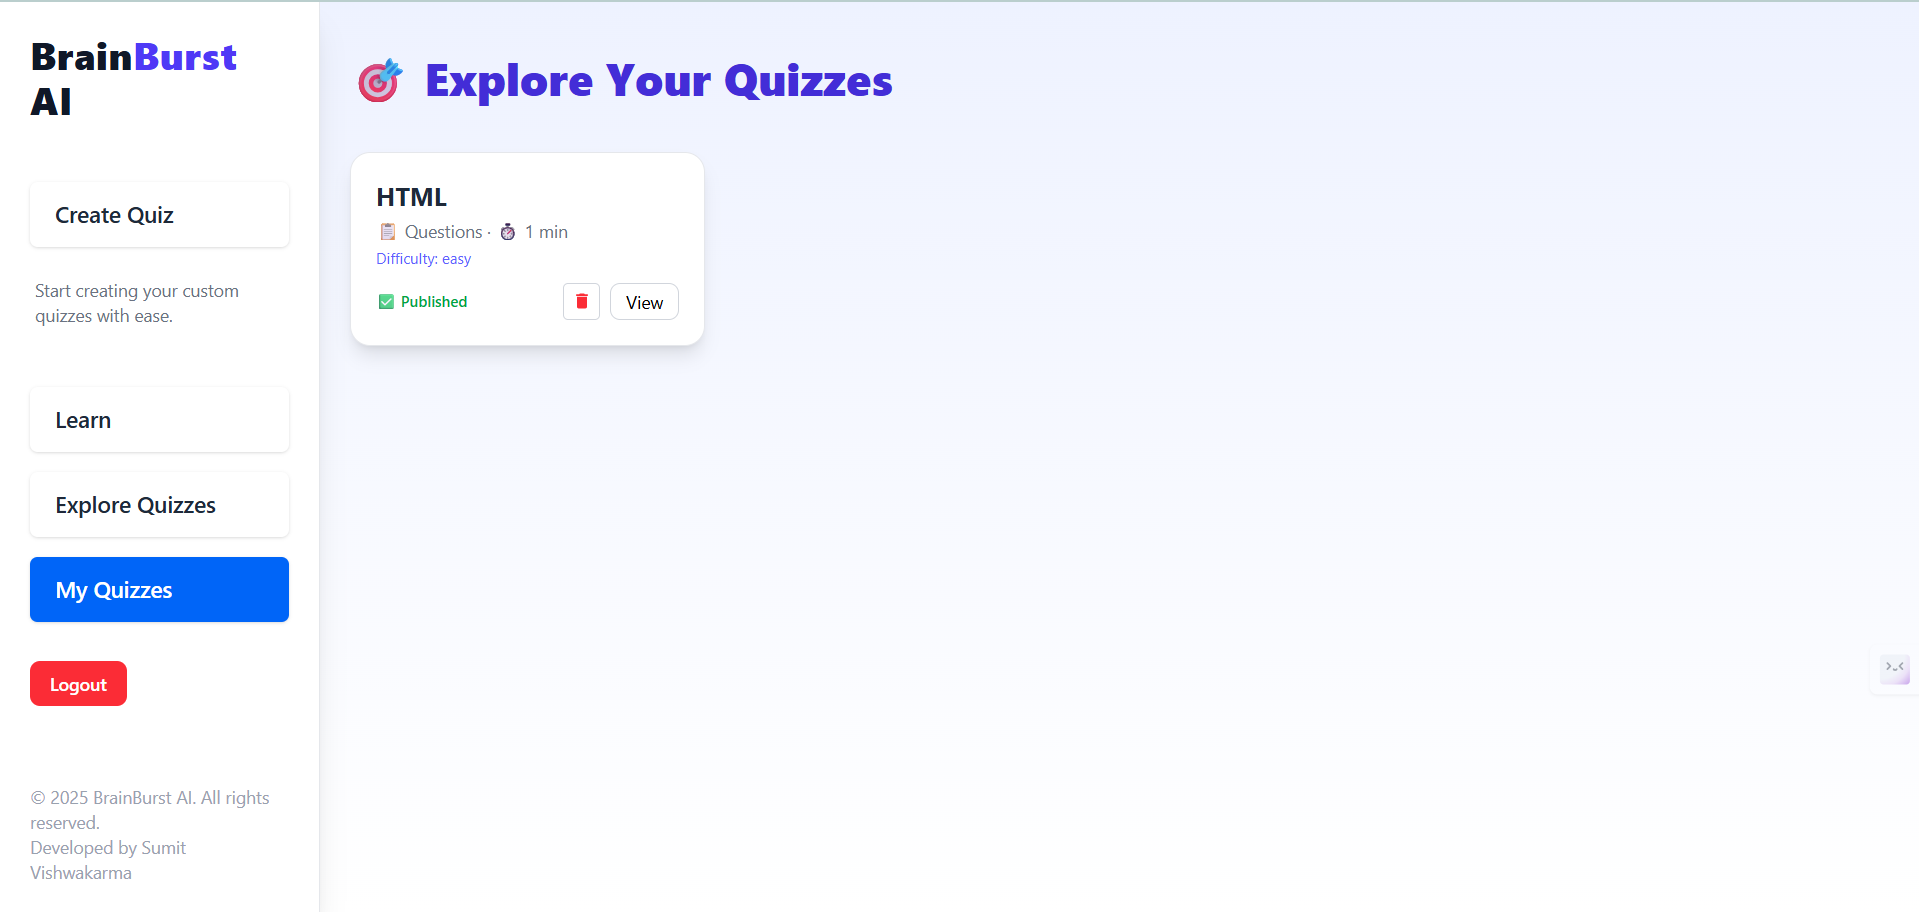 BrainBurst
AI
Create Quiz
Start creating your custom
quizzes with ease.
Learn
Explore Quizzes
My Quizzes
Logout
© 2025 BrainBurst AI. All rights
reserved.
Developed by Sumit
Vishwakarma
🎯 Explore Your Quizzes
HTML
📋 Questions · ⏱ 1 min
Difficulty: easy
✅ Published
View